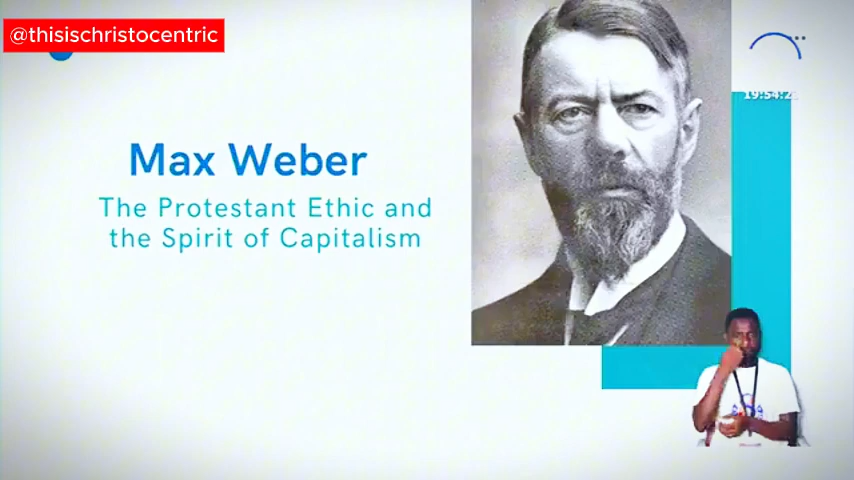 @thisischristocentric
Max Weber
The Protestant Ethic and
the Spirit of Capitalism